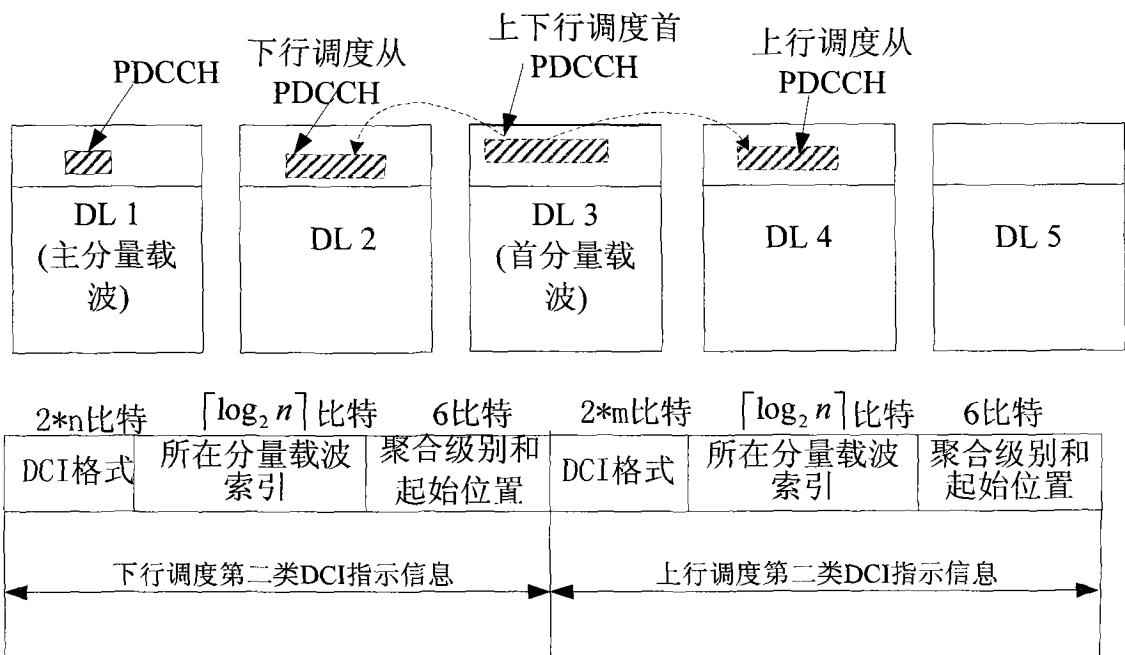 PDCCH
下行调度从
PDCCH
上下行调度首
PDCCH
上行调度从
PDCCH
DL 1
(主分量载
波)
DL 2
DL 3
(首分量载
波)
DL 4
DL 5
2*n比特
⌈log₂ n⌉比特
6比特
2*m比特
⌈log₂ n⌉比特
6比特
DCI格式
所在分量载波
索引
聚合级别和
起始位置
DCI格式
所在分量载波
索引
聚合级别和
起始位置
下行调度第二类DCI指示信息
上行调度第二类DCI指示信息